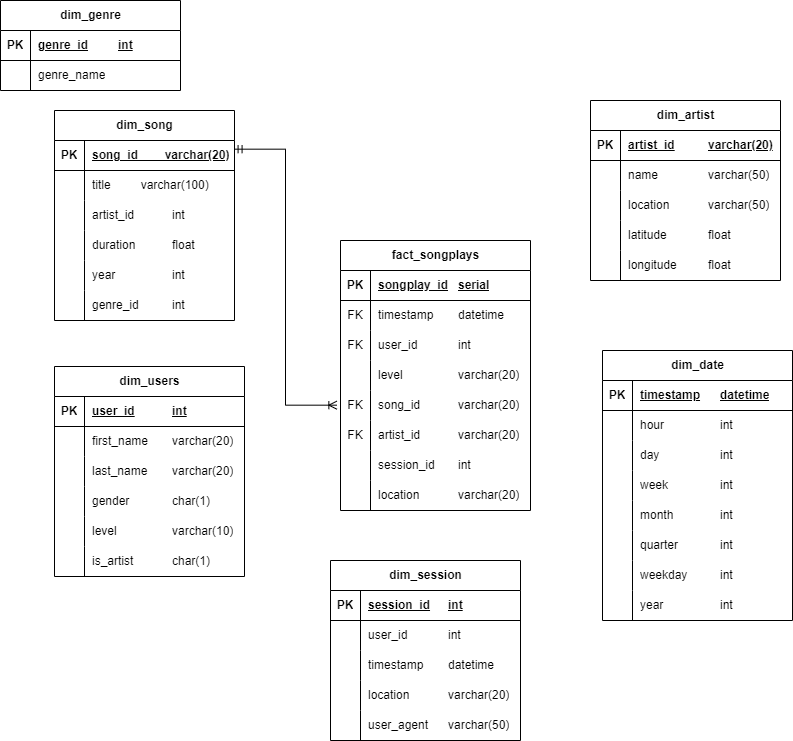 dim_genre
PK genre_id int
genre_name
dim_song
PK song_id varchar(20)
title varchar(100)
artist_id int
duration float
year int
genre_id int
dim_users
PK user_id int
first_name varchar(20)
last_name varchar(20)
gender char(1)
level varchar(10)
is_artist char(1)
fact_songplays
PK songplay_id serial
FK timestamp datetime
FK user_id int
level varchar(20)
FK song_id varchar(20)
FK artist_id varchar(20)
session_id int
location varchar(20)
dim_session
PK session_id int
user_id int
timestamp datetime
location varchar(20)
user_agent varchar(50)
dim_artist
PK artist_id varchar(20)
name varchar(50)
location varchar(50)
latitude float
longitude float
dim_date
PK timestamp datetime
hour int
day int
week int
month int
quarter int
weekday int
year int